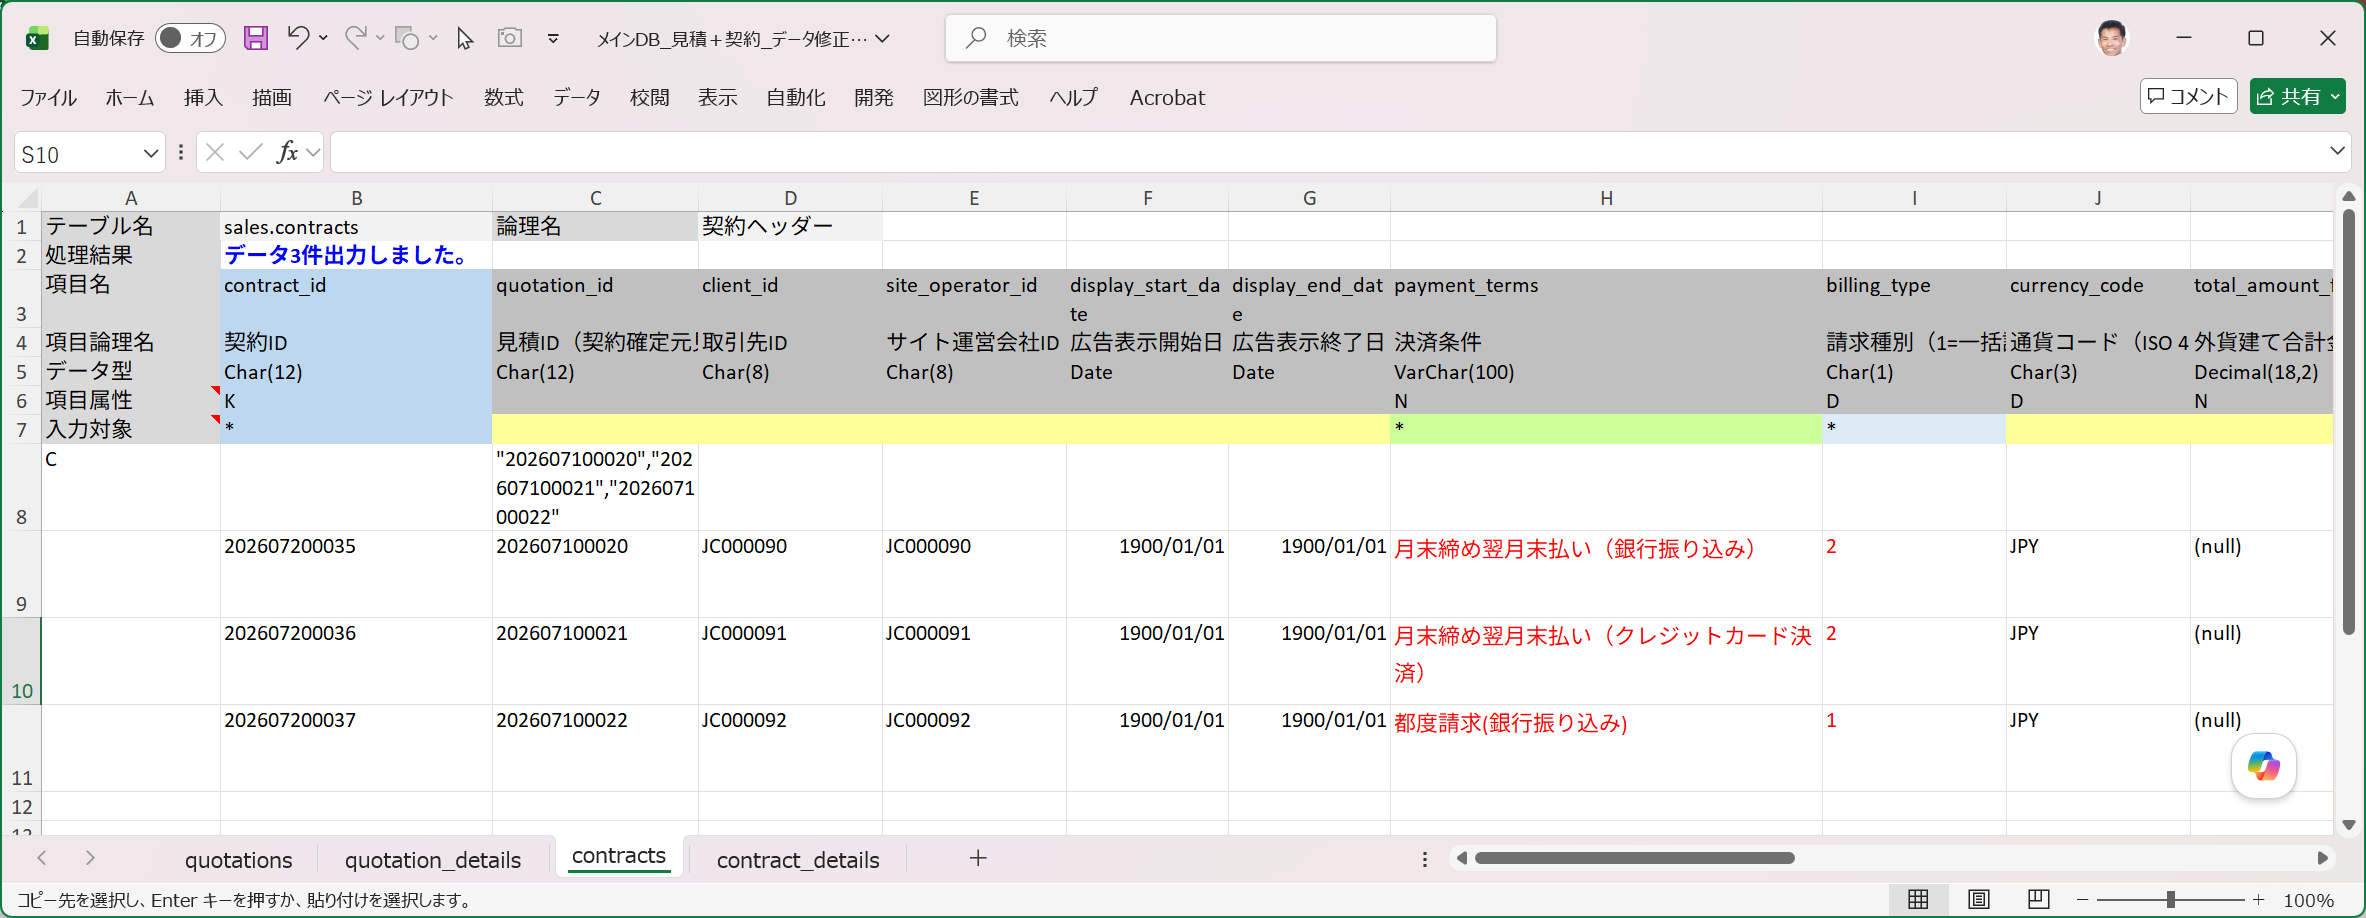 自動保存 オフ メインDB_見積＋契約_データ修正… 検索
ファイル ホーム 挿入 描画 ページ レイアウト 数式 データ 校閲 表示 自動化 開発 図形の書式 ヘルプ Acrobat コメント 共有
S10 fx
A B C D E F G H I J
1 テーブル名 sales.contracts 論理名 契約ヘッダー
2 処理結果 データ3件出力しました。
3 項目名 contract_id quotation_id client_id site_operator_id display_start_da display_end_dat payment_terms billing_type currency_code total_amount_
te e
4 項目論理名 契約ID 見積ID（契約確定元 取引先ID サイト運営会社ID 広告表示開始日 広告表示終了日 決済条件 請求種別（1=一括 通貨コード（ISO 4 外貨建て合計
5 データ型 Char(12) Char(12) Char(8) Char(8) Date Date VarChar(100) Char(1) Char(3) Decimal(18,2)
6 項目属性 K N D D N
7 入力対象 * * *
8 C "202607100020","202
607100021","2026071
00022"
9 202607200035 202607100020 JC000090 JC000090 1900/01/01 1900/01/01 月末締め翌月末払い（銀行振り込み） 2 JPY (null)
10 202607200036 202607100021 JC000091 JC000091 1900/01/01 1900/01/01 月末締め翌月末払い（クレジットカード決 2 JPY (null)
済）
11 202607200037 202607100022 JC000092 JC000092 1900/01/01 1900/01/01 都度請求(銀行振り込み) 1 JPY (null)
12
quotations quotation_details contracts contract_details
コピー先を選択し、Enter キーを押すか、貼り付けを選択します。 100%